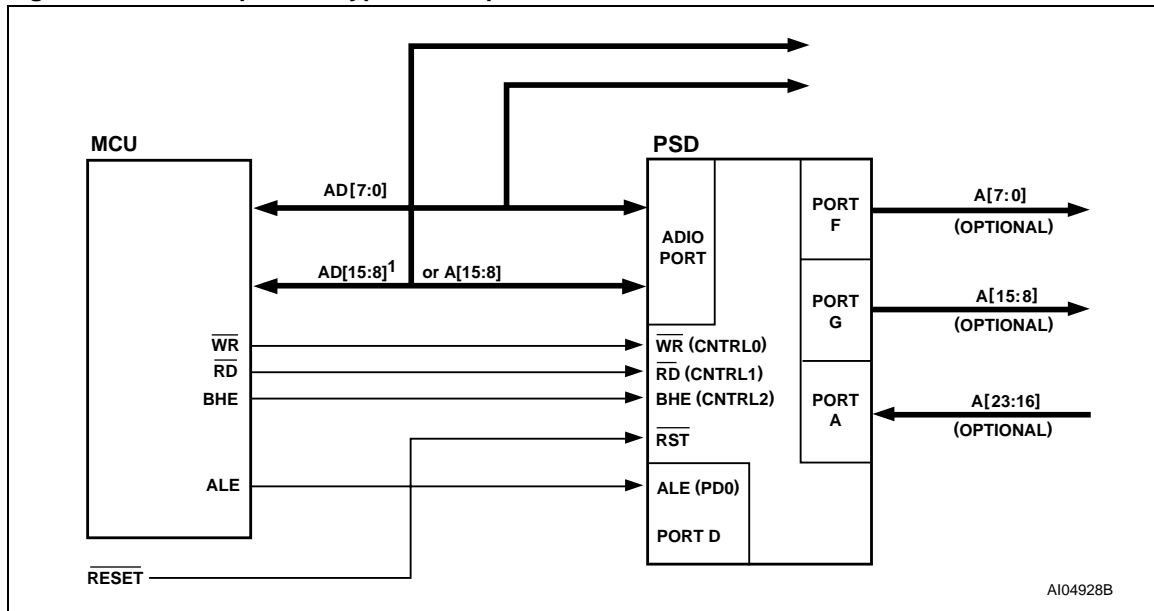 MCU
PSD
AD[7:0]
AD[15:8]1 or A[15:8]
ADIO
PORT
PORT
F
A[7:0]
(OPTIONAL)
PORT
G
A[15:8]
(OPTIONAL)
PORT
A
A[23:16]
(OPTIONAL)
WR
RD
BHE
ALE
WR (CNTRL0)
RD (CNTRL1)
BHE (CNTRL2)
RST
ALE (PD0)
PORT D
RESET
AI04928B